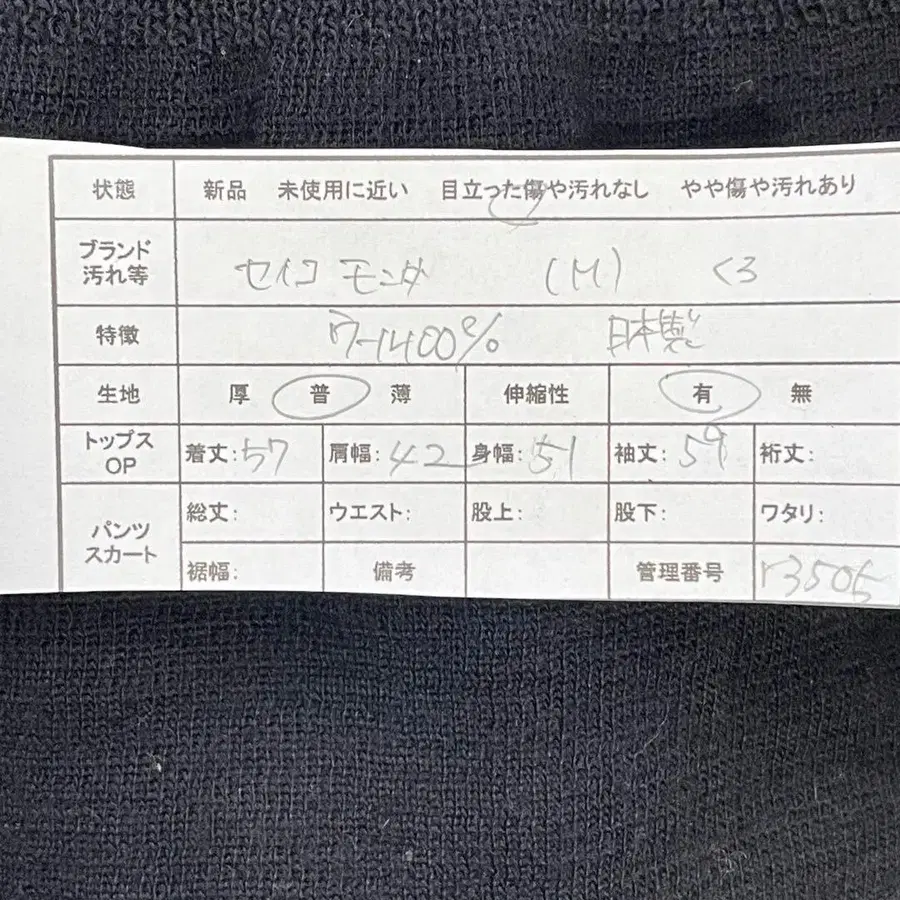 状態 新品 未使用に近い 目立った傷や汚れなし やや傷や汚れあり
ブランド
汚れ等 セイコ モンタ (M) くろ
特徴 ウール100% 日本製
生地 厚 普 薄 伸縮性 有 無
トップス
OP 着丈:57 肩幅:42 身幅:51 袖丈:59 裄丈:
パンツ
スカート 総丈: ウエスト: 股上: 股下: ワタリ:
裾幅: 備考 管理番号 r3505